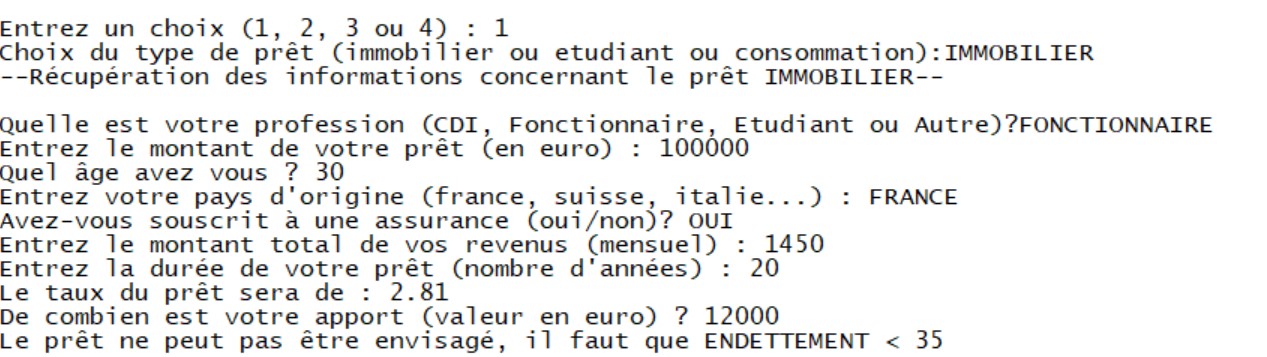 Entrez un choix (1, 2, 3 ou 4) : 1
Choix du type de prêt (immobilier ou etudiant ou consommation):IMMOBILIER
--Récupération des informations concernant le prêt IMMOBILIER--
Quelle est votre profession (CDI, Fonctionnaire, Etudiant ou Autre)?FONCTIONNAIRE
Entrez le montant de votre prêt (en euro) : 100000
Quel âge avez vous ? 30
Entrez votre pays d'origine (france, suisse, italie...) : FRANCE
Avez-vous souscrit à une assurance (oui/non)? OUI
Entrez le montant total de vos revenus (mensuel) : 1450
Entrez la durée de votre prêt (nombre d'années) : 20
Le taux du prêt sera de : 2.81
De combien est votre apport (valeur en euro) ? 12000
Le prêt ne peut pas être envisagé, il faut que ENDETTEMENT < 35